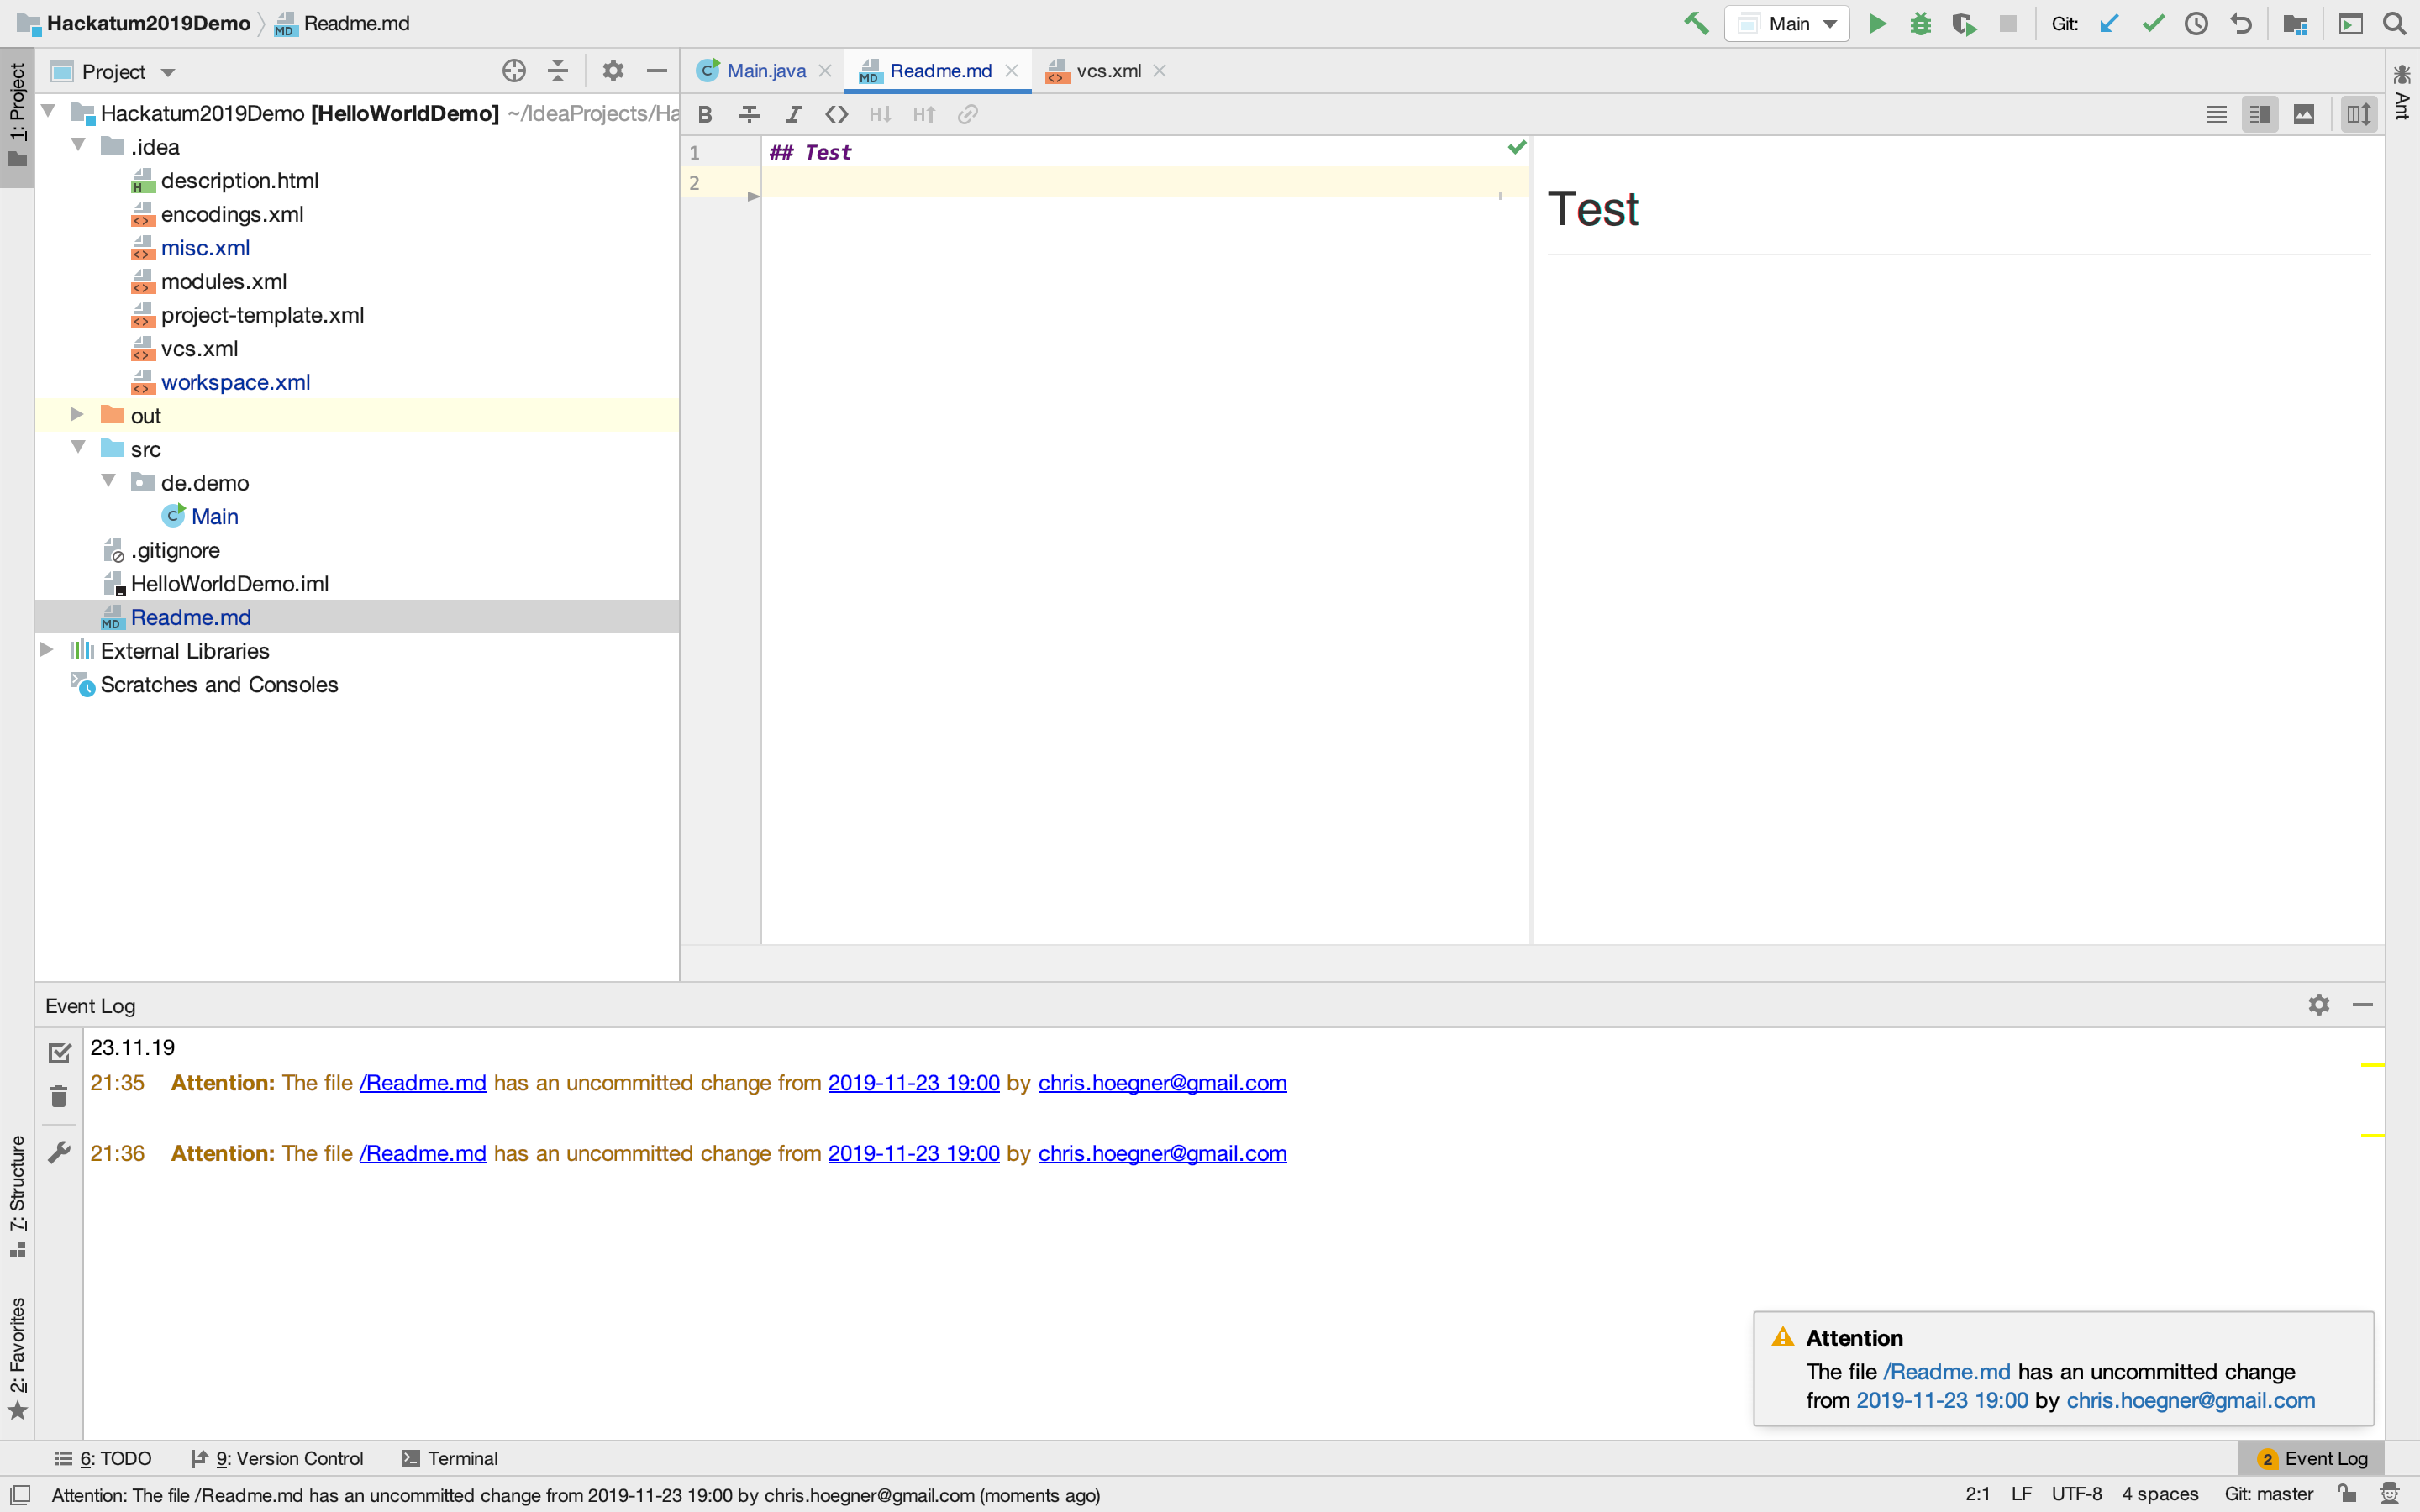 Hackatum2019Demo Readme.md
Main
Git:
1: Project
Project
Main.java
Readme.md
vcs.xml
Ant
Hackatum2019Demo [HelloWorldDemo] ~/IdeaProjects/Ha
.idea
description.html
encodings.xml
misc.xml
modules.xml
project-template.xml
vcs.xml
workspace.xml
out
src
de.demo
Main
.gitignore
HelloWorldDemo.iml
Readme.md
External Libraries
Scratches and Consoles
B I <> H↓ H↑
1 ## Test
2
Test
Event Log
23.11.19
21:35 Attention: The file /Readme.md has an uncommitted change from 2019-11-23 19:00 by chris.hoegner@gmail.com
21:36 Attention: The file /Readme.md has an uncommitted change from 2019-11-23 19:00 by chris.hoegner@gmail.com
7: Structure
2: Favorites
Attention
The file /Readme.md has an uncommitted change
from 2019-11-23 19:00 by chris.hoegner@gmail.com
6: TODO
9: Version Control
Terminal
2 Event Log
Attention: The file /Readme.md has an uncommitted change from 2019-11-23 19:00 by chris.hoegner@gmail.com (moments ago)
2:1 LF UTF-8 4 spaces Git: master